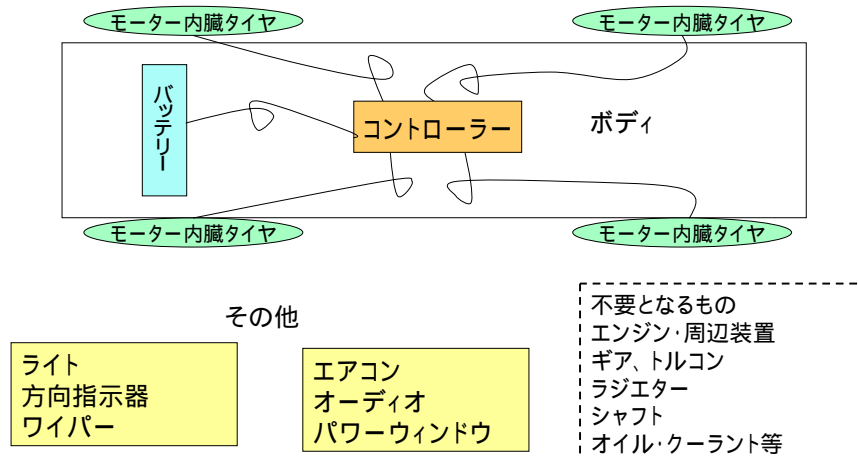 モーター内臓タイヤ
モーター内臓タイヤ
バッテリー
コントローラー
ボディ
モーター内臓タイヤ
モーター内臓タイヤ
その他
ライト
方向指示器
ワイパー
エアコン
オーディオ
パワーウィンドウ
不要となるもの
エンジン・周辺装置
ギア、トルコン
ラジエター
シャフト
オイル・クーラント等